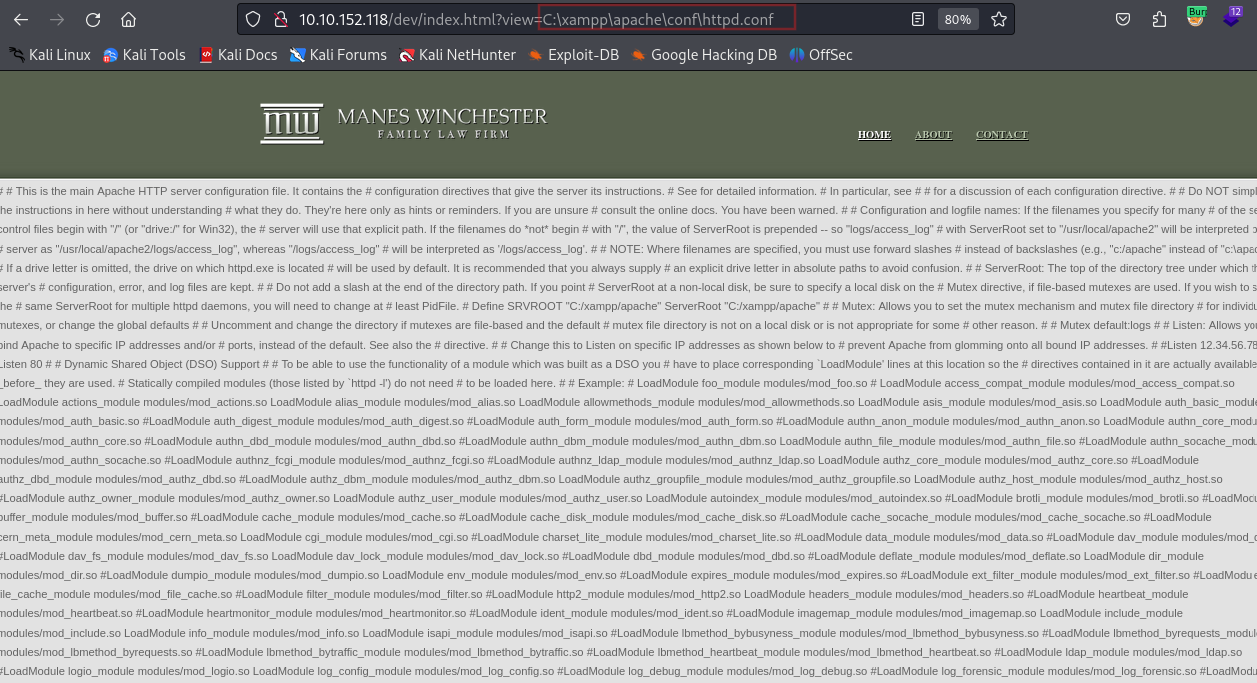 10.10.152.118/dev/index.html?view=C:\xampp\apache\conf\httpd.conf
80%
Bur
12
Kali Linux Kali Tools Kali Docs Kali Forums Kali NetHunter Exploit-DB Google Hacking DB OffSec
mw MANES WINCHESTER
FAMILY LAW FIRM
HOME ABOUT CONTACT
# # This is the main Apache HTTP server configuration file. It contains the # configuration directives that give the server its instructions. # See for detailed information. # In particular, see # # for a discussion of each configuration directive. # # Do NOT simpl
he instructions in here without understanding # what they do. They're here only as hints or reminders. If you are unsure # consult the online docs. You have been warned. # # Configuration and logfile names: If the filenames you specify for many # of the se
control files begin with "/" (or "drive:/" for Win32), the # server will use that explicit path. If the filenames do *not* begin # with "/", the value of ServerRoot is prepended -- so "logs/access_log" # with ServerRoot set to "/usr/local/apache2" will be interpreted b
# server as "/usr/local/apache2/logs/access_log", whereas "/logs/access_log" # will be interpreted as '/logs/access_log'. # # NOTE: Where filenames are specified, you must use forward slashes # instead of backslashes (e.g., "c:/apache" instead of "c:\apac
# If a drive letter is omitted, the drive on which httpd.exe is located # will be used by default. It is recommended that you always supply # an explicit drive letter in absolute paths to avoid confusion. # # ServerRoot: The top of the directory tree under which th
server's # configuration, error, and log files are kept. # # Do not add a slash at the end of the directory path. If you point # ServerRoot at a non-local disk, be sure to specify a local disk on the # Mutex directive, if file-based mutexes are used. If you wish to s
the # same ServerRoot for multiple httpd daemons, you will need to change at # least PidFile. # Define SRVROOT "C:/xampp/apache" ServerRoot "C:/xampp/apache" # # Mutex: Allows you to set the mutex mechanism and mutex file directory # for individu
mutexes, or change the global defaults # # Uncomment and change the directory if mutexes are file-based and the default # mutex file directory is not on a local disk or is not appropriate for some # other reason. # # Mutex default:logs # # Listen: Allows yo
bind Apache to specific IP addresses and/or # ports, instead of the default. See also the # directive. # # Change this to Listen on specific IP addresses as shown below to # prevent Apache from glomming onto all bound IP addresses. # #Listen 12.34.56.78
Listen 80 # # Dynamic Shared Object (DSO) Support # # To be able to use the functionality of a module which was built as a DSO you # have to place corresponding `LoadModule' lines at this location so the # directives contained in it are actually available
_before_ they are used. # Statically compiled modules (those listed by `httpd -l') do not need # to be loaded here. # # Example: # LoadModule foo_module modules/mod_foo.so # LoadModule access_compat_module modules/mod_access_compat.so
LoadModule actions_module modules/mod_actions.so LoadModule alias_module modules/mod_alias.so LoadModule allowmethods_module modules/mod_allowmethods.so LoadModule asis_module modules/mod_asis.so LoadModule auth_basic_module
modules/mod_auth_basic.so #LoadModule auth_digest_module modules/mod_auth_digest.so #LoadModule auth_form_module modules/mod_auth_form.so #LoadModule authn_anon_module modules/mod_authn_anon.so LoadModule authn_core_modu
modules/mod_authn_core.so #LoadModule authn_dbd_module modules/mod_authn_dbd.so #LoadModule authn_dbm_module modules/mod_authn_dbm.so LoadModule authn_file_module modules/mod_authn_file.so #LoadModule authn_socache_modu
modules/mod_authn_socache.so #LoadModule authnz_fcgi_module modules/mod_authnz_fcgi.so #LoadModule authnz_ldap_module modules/mod_authnz_ldap.so LoadModule authz_core_module modules/mod_authz_core.so #LoadModule
authz_dbd_module modules/mod_authz_dbd.so #LoadModule authz_dbm_module modules/mod_authz_dbm.so LoadModule authz_groupfile_module modules/mod_authz_groupfile.so LoadModule authz_host_module modules/mod_authz_host.so
#LoadModule authz_owner_module modules/mod_authz_owner.so LoadModule authz_user_module modules/mod_authz_user.so LoadModule autoindex_module modules/mod_autoindex.so #LoadModule brotli_module modules/mod_brotli.so #LoadModu
buffer_module modules/mod_buffer.so #LoadModule cache_module modules/mod_cache.so #LoadModule cache_disk_module modules/mod_cache_disk.so #LoadModule cache_socache_module modules/mod_cache_socache.so #LoadModule
cern_meta_module modules/mod_cern_meta.so LoadModule cgi_module modules/mod_cgi.so #LoadModule charset_lite_module modules/mod_charset_lite.so #LoadModule data_module modules/mod_data.so #LoadModule dav_module modules/mod_d
#LoadModule dav_fs_module modules/mod_dav_fs.so LoadModule dav_lock_module modules/mod_dav_lock.so #LoadModule dbd_module modules/mod_dbd.so #LoadModule deflate_module modules/mod_deflate.so LoadModule dir_module
modules/mod_dir.so #LoadModule dumpio_module modules/mod_dumpio.so LoadModule env_module modules/mod_env.so #LoadModule expires_module modules/mod_expires.so #LoadModule ext_filter_module modules/mod_ext_filter.so #LoadModule
file_cache_module modules/mod_file_cache.so #LoadModule filter_module modules/mod_filter.so #LoadModule http2_module modules/mod_http2.so LoadModule headers_module modules/mod_headers.so #LoadModule heartbeat_module
modules/mod_heartbeat.so #LoadModule heartmonitor_module modules/mod_heartmonitor.so #LoadModule ident_module modules/mod_ident.so #LoadModule imagemap_module modules/mod_imagemap.so LoadModule include_module
modules/mod_include.so LoadModule info_module modules/mod_info.so LoadModule isapi_module modules/mod_isapi.so #LoadModule lbmethod_bybusyness_module modules/mod_lbmethod_bybusyness.so #LoadModule lbmethod_byrequests_modul
modules/mod_lbmethod_byrequests.so #LoadModule lbmethod_bytraffic_module modules/mod_lbmethod_bytraffic.so #LoadModule lbmethod_heartbeat_module modules/mod_lbmethod_heartbeat.so #LoadModule ldap_module modules/mod_ldap.so
#LoadModule logio_module modules/mod_logio.so LoadModule log_config_module modules/mod_log_config.so #LoadModule log_debug_module modules/mod_log_debug.so #LoadModule log_forensic_module modules/mod_log_forensic.so #LoadModu